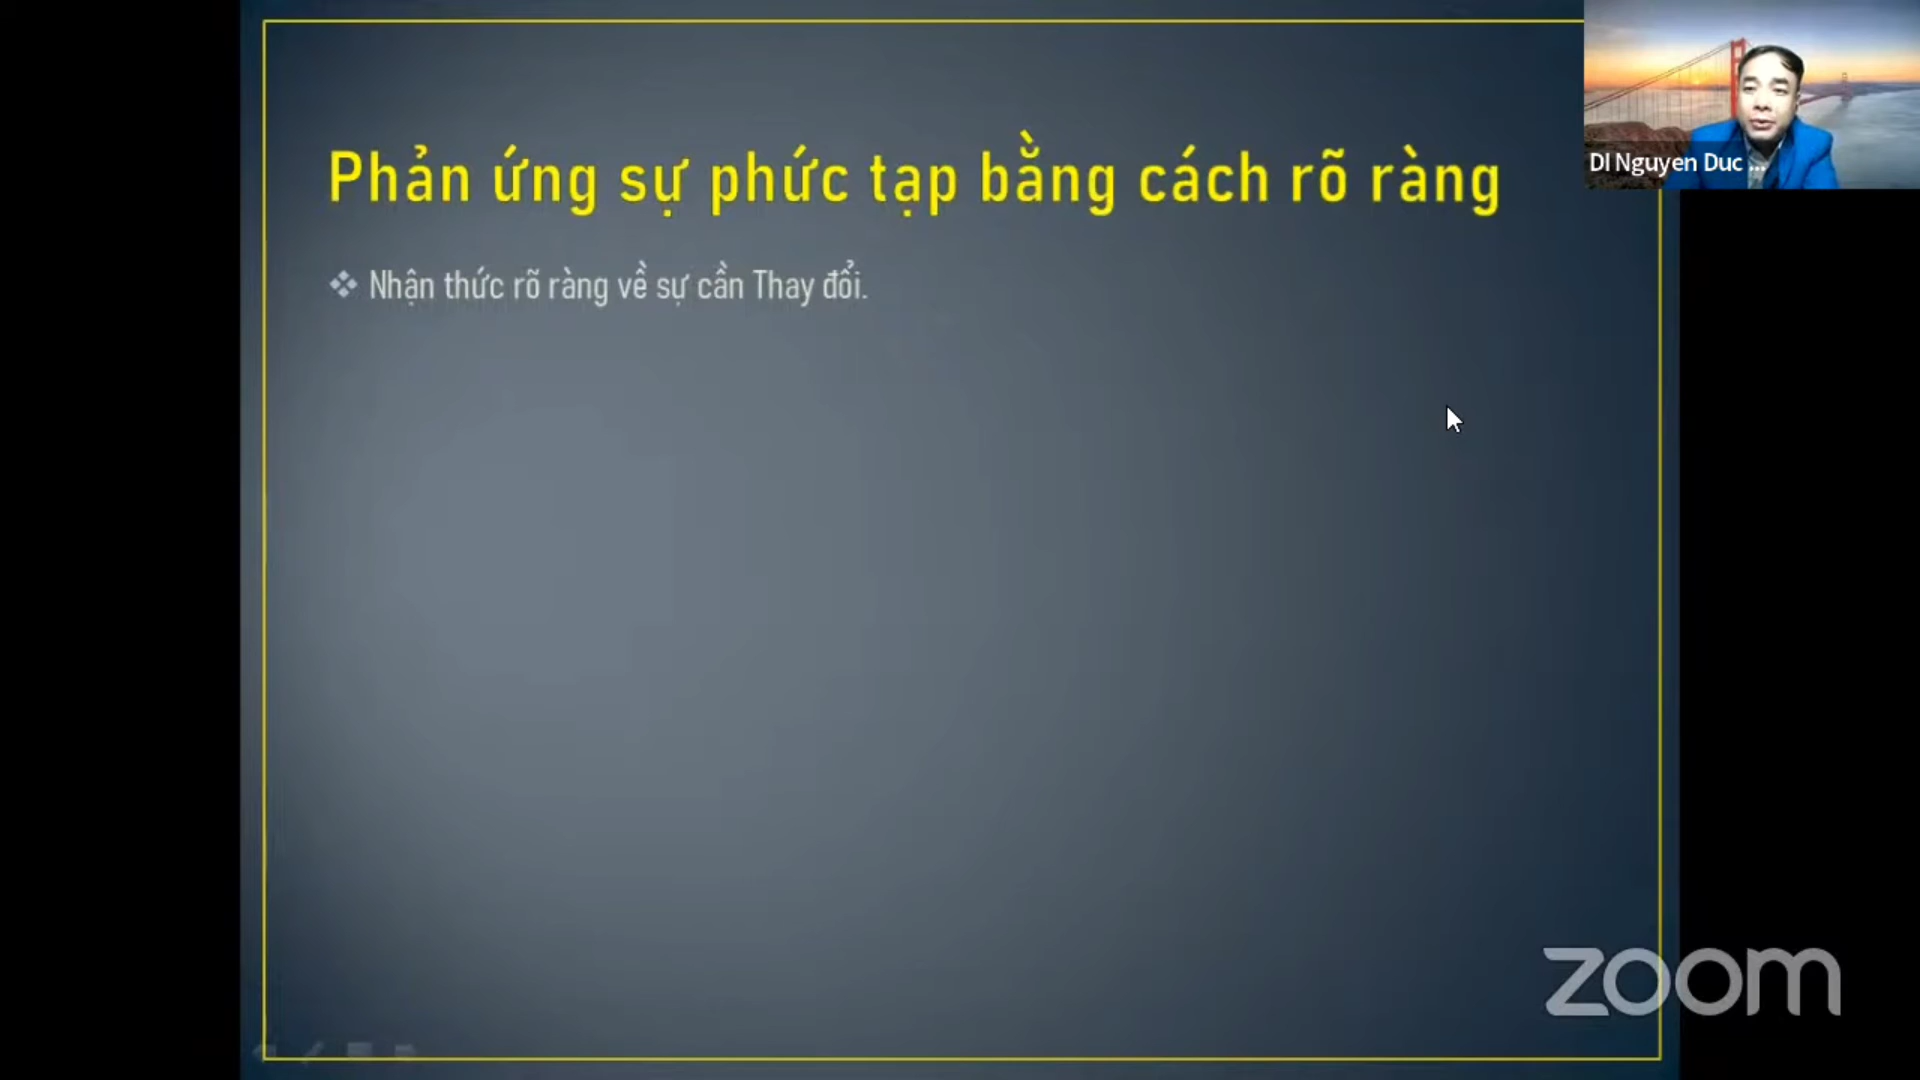 Phản ứng sự phức tạp bằng cách rõ ràng
DI Nguyen Duc ...
Nhận thức rõ ràng về sự cần Thay đổi.
zoom